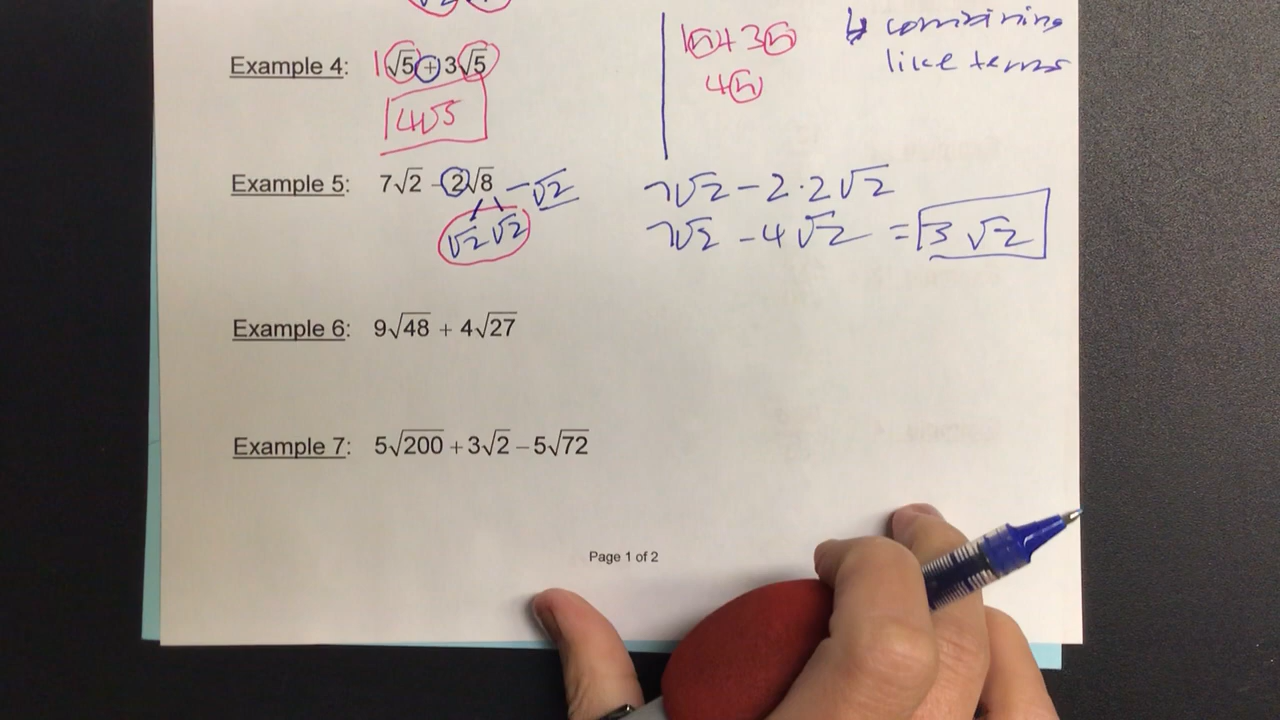 Example 4: 1√5 + 3√5
4√5
1√5 + 3√5
4√5
↳ combining
like terms
Example 5: 7√2 − 2√8 − √2
√2 √2
7√2 − 2·2√2
7√2 − 4√2 = 3√2
Example 6: 9√48 + 4√27
Example 7: 5√200 + 3√2 − 5√72
Page 1 of 2